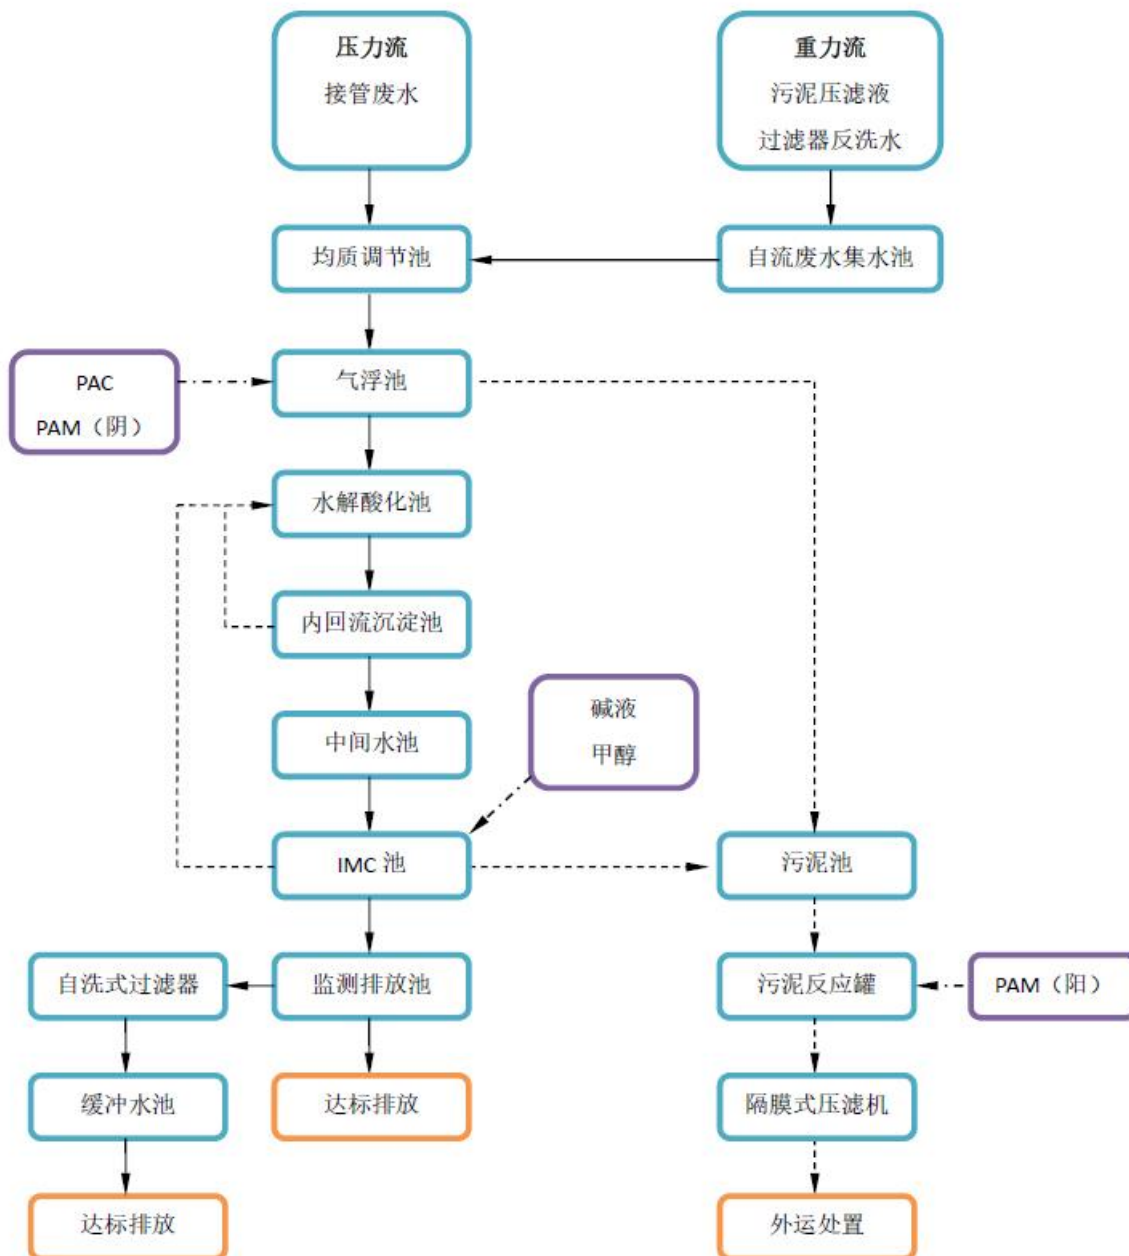 压力流
接管废水
重力流
污泥压滤液
过滤器反洗水
均质调节池
自流废水集水池
PAC
PAM（阴）
气浮池
水解酸化池
内回流沉淀池
碱液
甲醇
中间水池
IMC 池
污泥池
自洗式过滤器
监测排放池
污泥反应罐
PAM（阳）
缓冲水池
达标排放
隔膜式压滤机
达标排放
外运处置